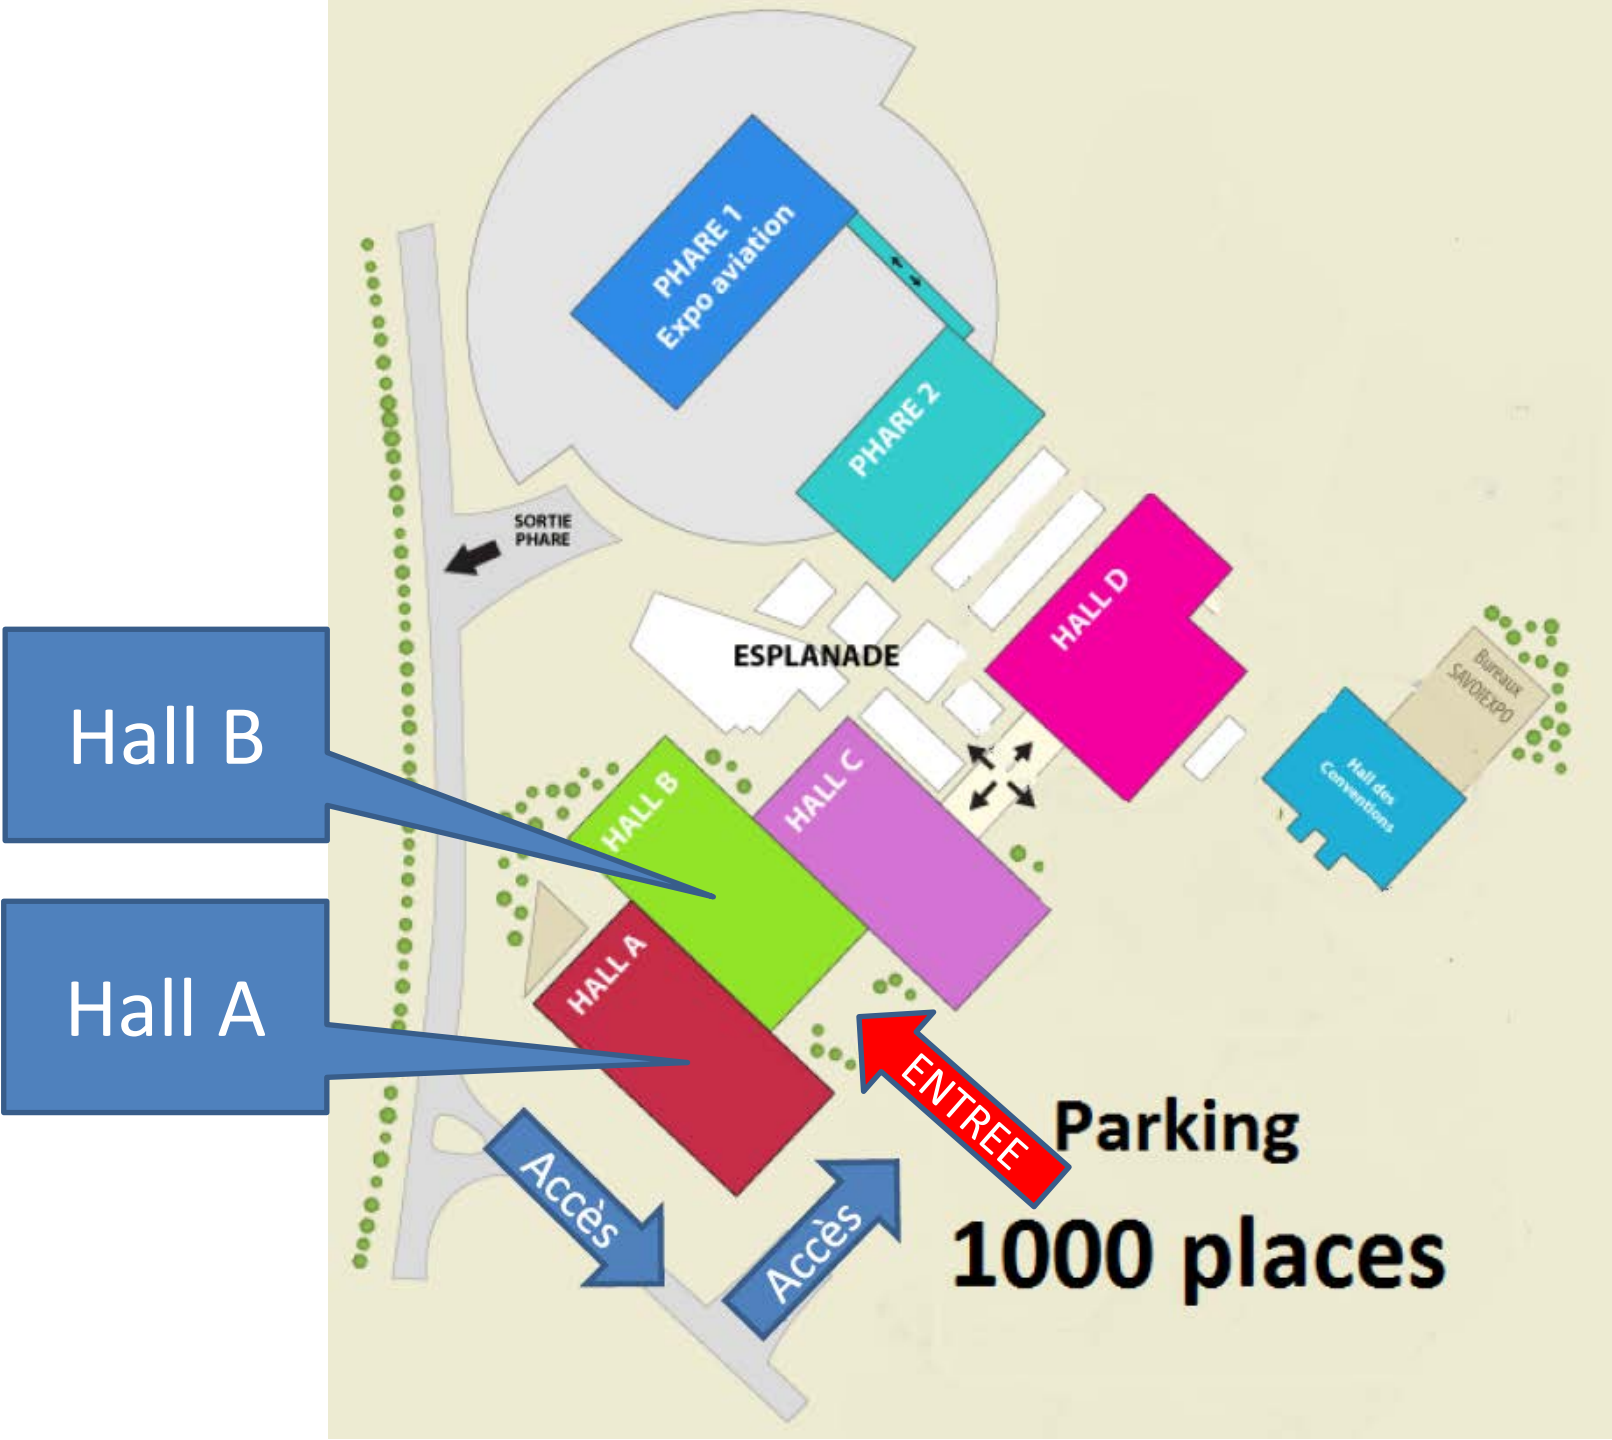 PHARE 1
Expo aviation
PHARE 2
SORTIE
PHARE
HALL D
ESPLANADE
Bureaux
SAVOIEXPO
Hall B
HALL C
HALL B
Hall des
Conventions
HALL A
Hall A
ENTREE
Parking
1000 places
Accès
Accès